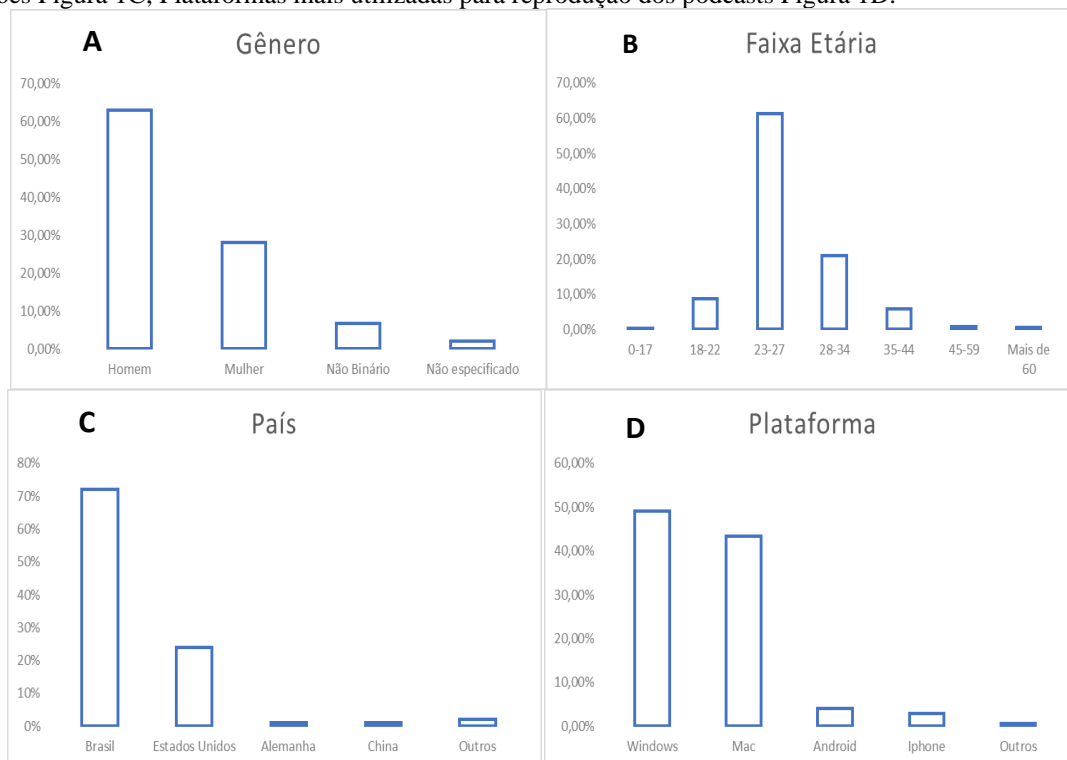 ões Figura 1C, Plataformas mais utilizadas para reprodução dos podcasts Figura 1D.
A
Gênero
70,00%
60,00%
50,00%
40,00%
30,00%
20,00%
10,00%
0,00%
Homem Mulher Não Binário Não especificado
B
Faixa Etária
70,00%
60,00%
50,00%
40,00%
30,00%
20,00%
10,00%
0,00%
0-17 18-22 23-27 28-34 35-44 45-59 Mais de
60
C
País
80%
70%
60%
50%
40%
30%
20%
10%
0%
Brasil Estados Unidos Alemanha China Outros
D
Plataforma
60,00%
50,00%
40,00%
30,00%
20,00%
10,00%
0,00%
Windows Mac Android Iphone Outros